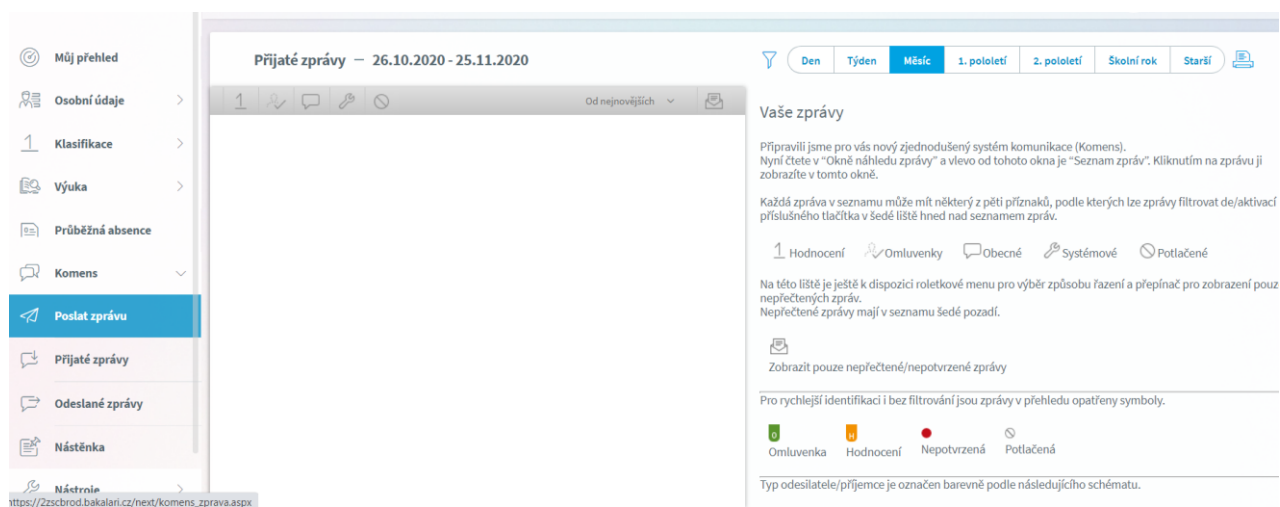 Můj přehled
Osobní údaje
Klasifikace
Výuka
Průběžná absence
Komens
Poslat zprávu
Přijaté zprávy
Odeslané zprávy
Nástěnka
Nástroje
https://2zscbrod.bakalari.cz/next/komens_zprava.aspx
Přijaté zprávy – 26.10.2020 - 25.11.2020
Od nejnovějších
Den Týden Měsíc 1. pololetí 2. pololetí Školní rok Starší
Vaše zprávy
Připravili jsme pro vás nový zjednodušený systém komunikace (Komens).
Nyní čtete v "Okně náhledu zprávy" a vlevo od tohoto okna je "Seznam zpráv". Kliknutím na zprávu ji
zobrazíte v tomto okně.
Každá zpráva v seznamu může mít některý z pěti příznaků, podle kterých lze zprávy filtrovat de/aktivací
příslušného tlačítka v šedé liště hned nad seznamem zpráv.
1 Hodnocení Omluvenky Obecné Systémové Potlačené
Na této liště je ještě k dispozici roletkové menu pro výběr způsobu řazení a přepínač pro zobrazení pouz
nepřečtených zpráv.
Nepřečtené zprávy mají v seznamu šedé pozadí.
Zobrazit pouze nepřečtené/nepotvrzené zprávy
Pro rychlejší identifikaci i bez filtrování jsou zprávy v přehledu opatřeny symboly.
O H
Omluvenka Hodnocení Nepotvrzená Potlačená
Typ odesilatele/příjemce je označen barevně podle následujícího schématu.